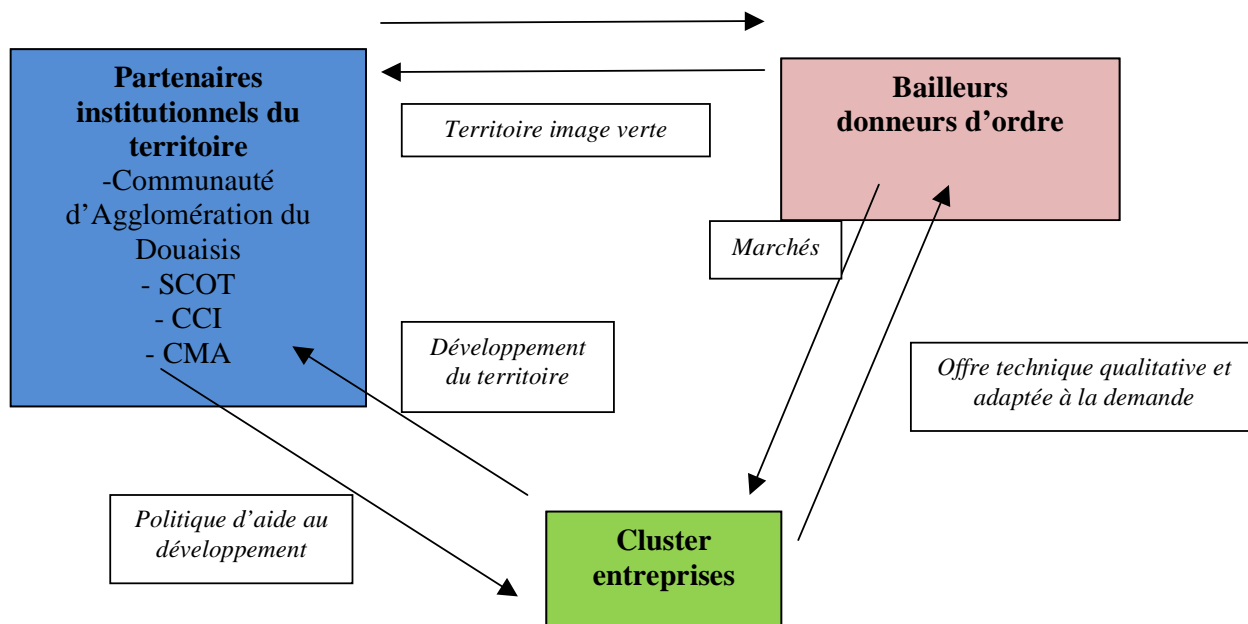 Partenaires
institutionnels du
territoire
-Communauté
d’Agglomération du
Douaisis
- SCOT
- CCI
- CMA
Territoire image verte
Bailleurs
donneurs d’ordre
Marchés
Développement
du territoire
Offre technique qualitative et
adaptée à la demande
Politique d’aide au
développement
Cluster
entreprises